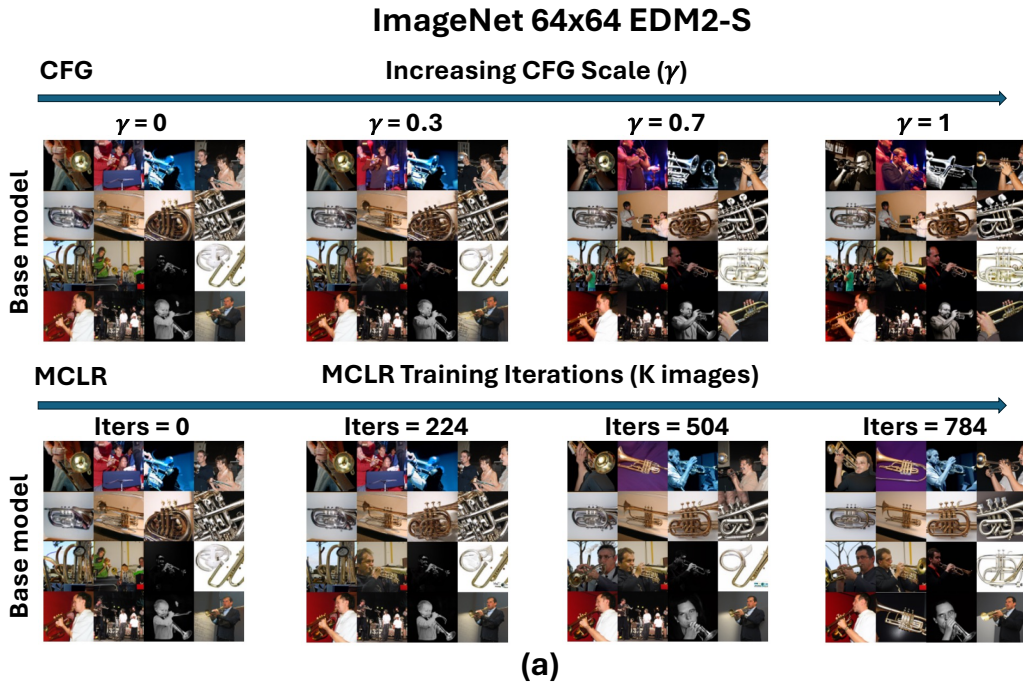 ImageNet 64x64 EDM2-S
CFG
Increasing CFG Scale (γ)
γ = 0
γ = 0.3
γ = 0.7
γ = 1
Base model
MCLR
MCLR Training Iterations (K images)
Iters = 0
Iters = 224
Iters = 504
Iters = 784
Base model
(a)